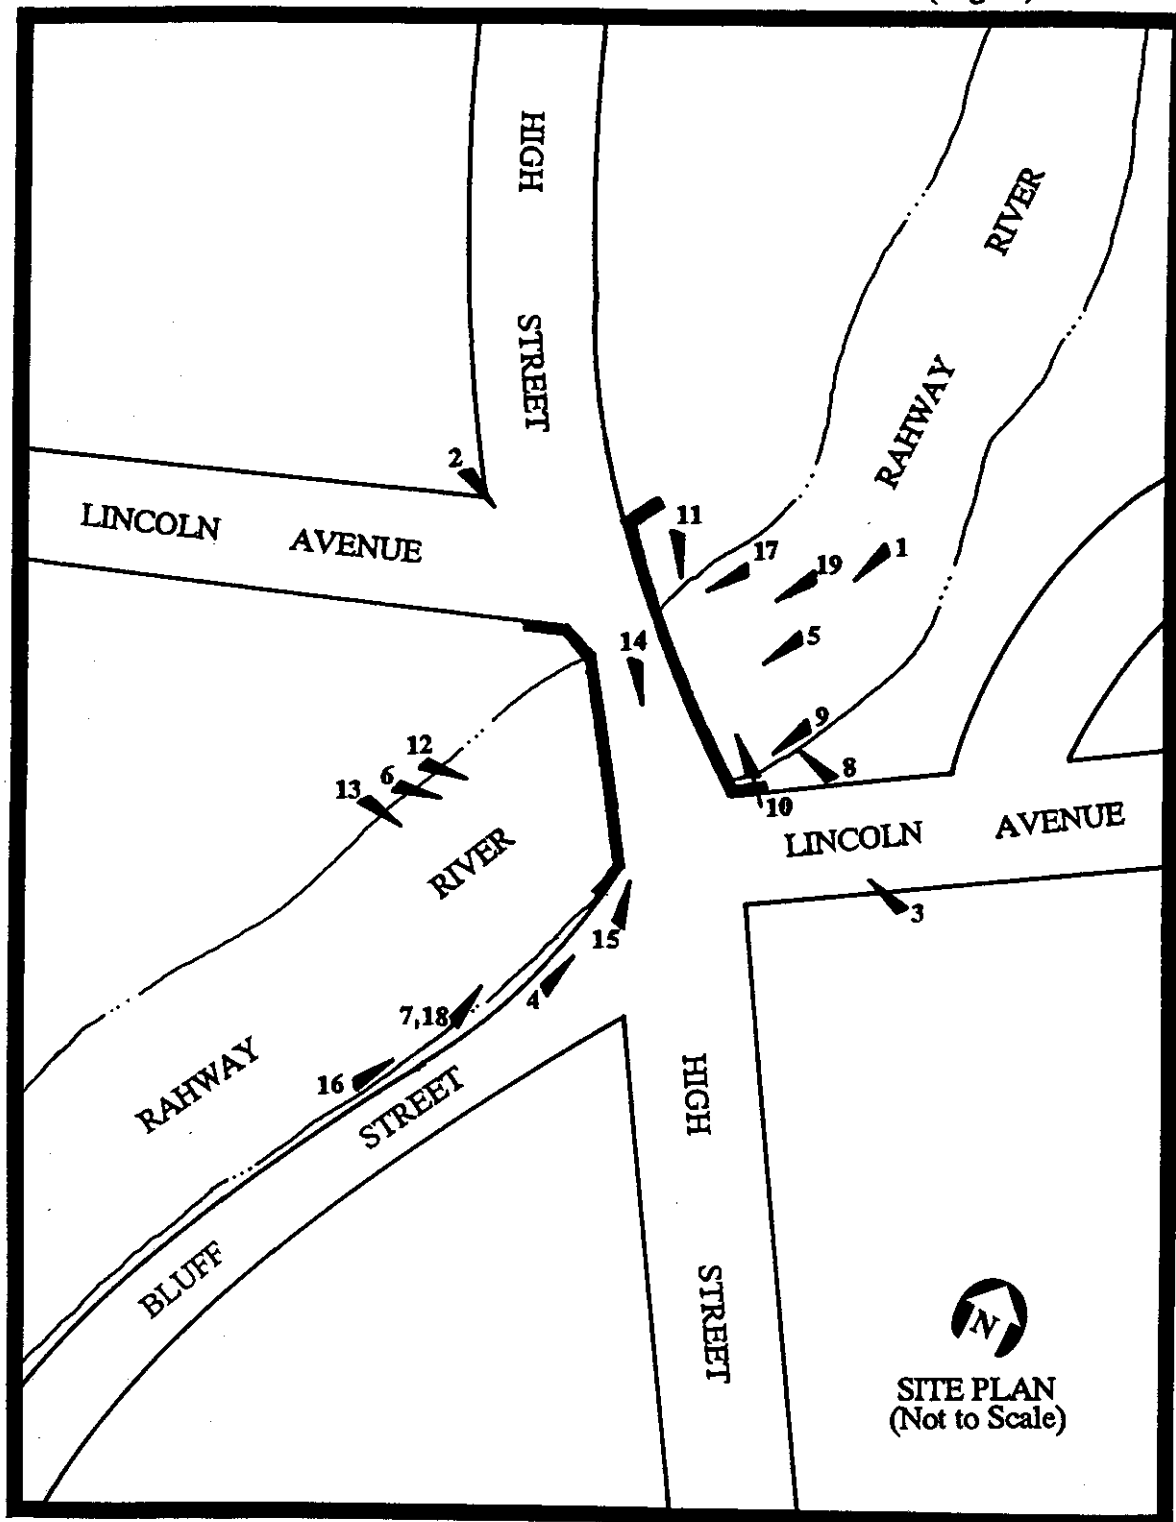 HIGH
STREET
RIVER
RAHWAY
2
LINCOLN AVENUE
11
17
19
1
14
5
12
6
13
9
8
10
LINCOLN AVENUE
RIVER
3
15
4
7,18
16
RAHWAY
STREET
BLUFF
HIGH
STREET
N
SITE PLAN
(Not to Scale)